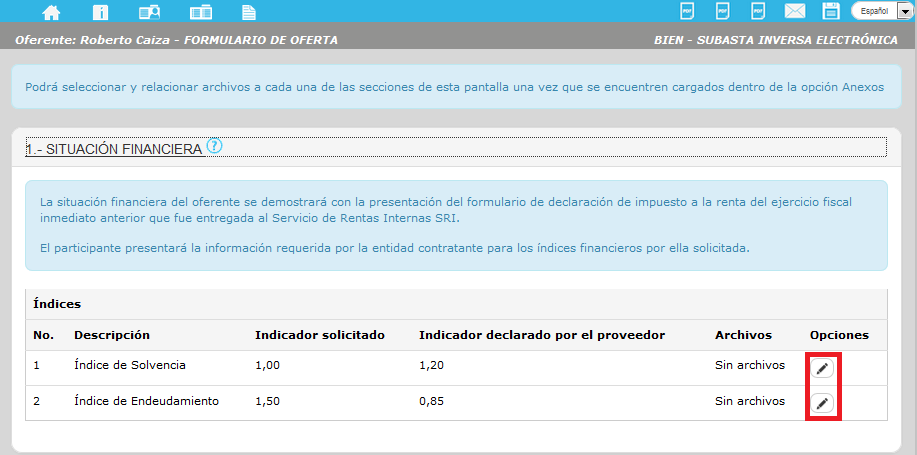 PDF PDF PDF Español
Oferente: Roberto Caiza - FORMULARIO DE OFERTA BIEN - SUBASTA INVERSA ELECTRÓNICA
Podrá seleccionar y relacionar archivos a cada una de las secciones de esta pantalla una vez que se encuentren cargados dentro de la opción Anexos
1.- SITUACIÓN FINANCIERA ?
La situación financiera del oferente se demostrará con la presentación del formulario de declaración de impuesto a la renta del ejercicio fiscal
inmediato anterior que fue entregada al Servicio de Rentas Internas SRI.
El participante presentará la información requerida por la entidad contratante para los índices financieros por ella solicitada.
Índices
No. Descripción Indicador solicitado Indicador declarado por el proveedor Archivos Opciones
1 Índice de Solvencia 1,00 1,20 Sin archivos
2 Índice de Endeudamiento 1,50 0,85 Sin archivos